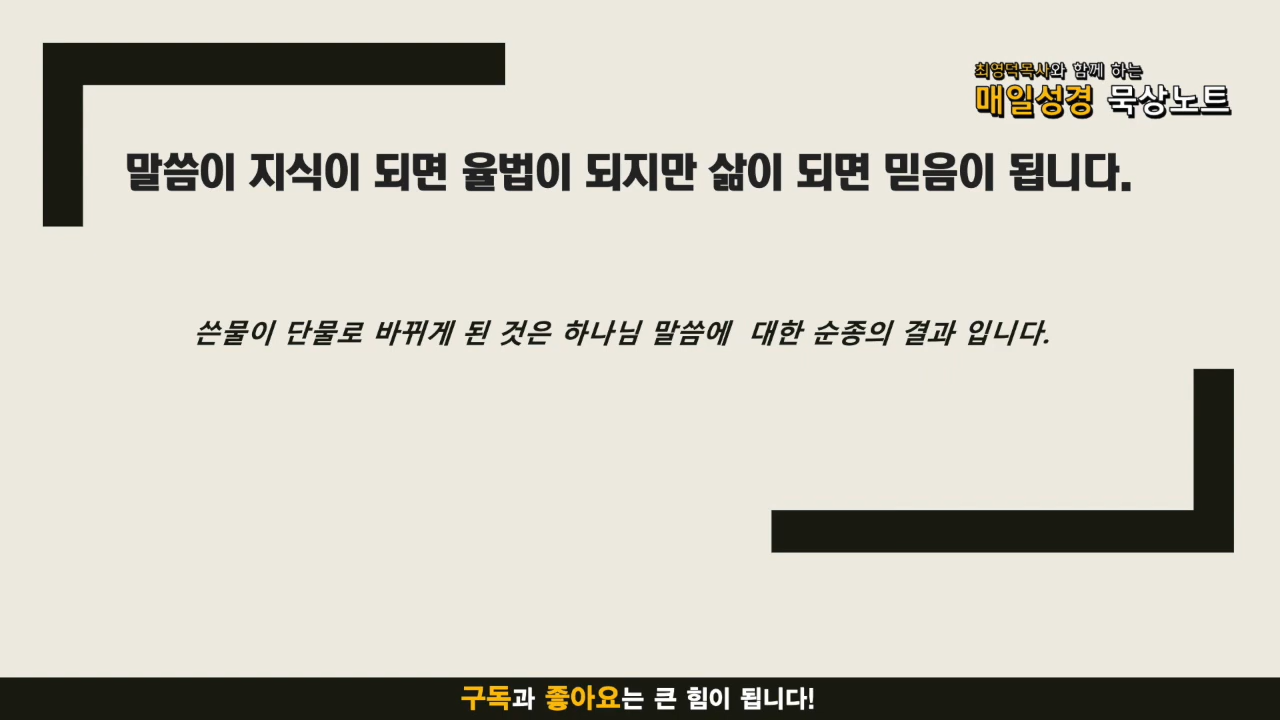 최영덕목사와 함께 하는
매일성경 묵상노트
말씀이 지식이 되면 율법이 되지만 삶이 되면 믿음이 됩니다.
쓴물이 단물로 바뀌게 된 것은 하나님 말씀에 대한 순종의 결과 입니다.
구독과 좋아요는 큰 힘이 됩니다!